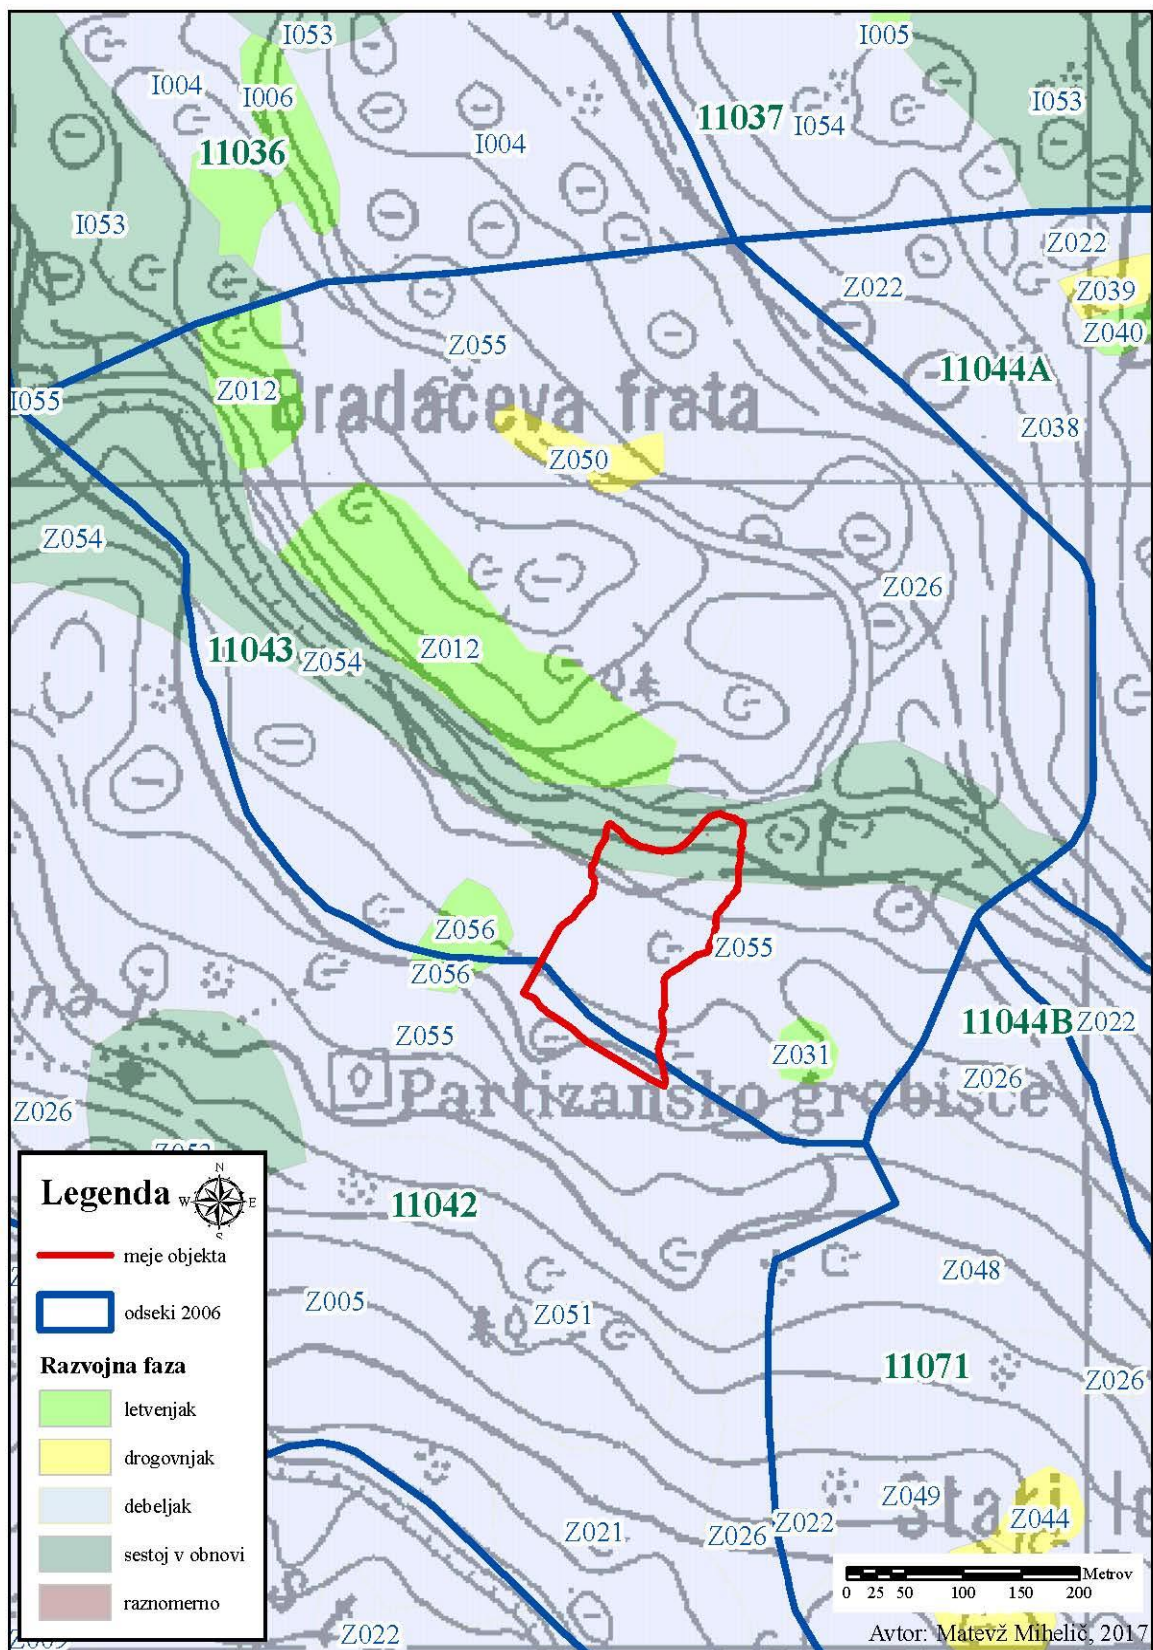 I053
I005
I004
I006
I053
11037
I054
11036
I004
I053
Z022
Z022
Z039
Z040
Z055
11044A
Z012
I055
Bradačeva frata
Z038
Z050
Z054
Z026
11043
Z054
Z012
Z056
Z055
Z056
11044B
Z022
Z055
Z031
Z026
Partizansko grobišče
Z026
11042
Z048
Z005
Z051
11071
Z026
Z049
Stari
Z044
Z021
Z026
Z022
Z022
Legenda
N
W
E
S
meje objekta
odseki 2006
Razvojna faza
letvenjak
drogovnjak
debeljak
sestoj v obnovi
raznomerno
Metrov
0 25 50 100 150 200
Avtor: Matevž Mihelič, 2017